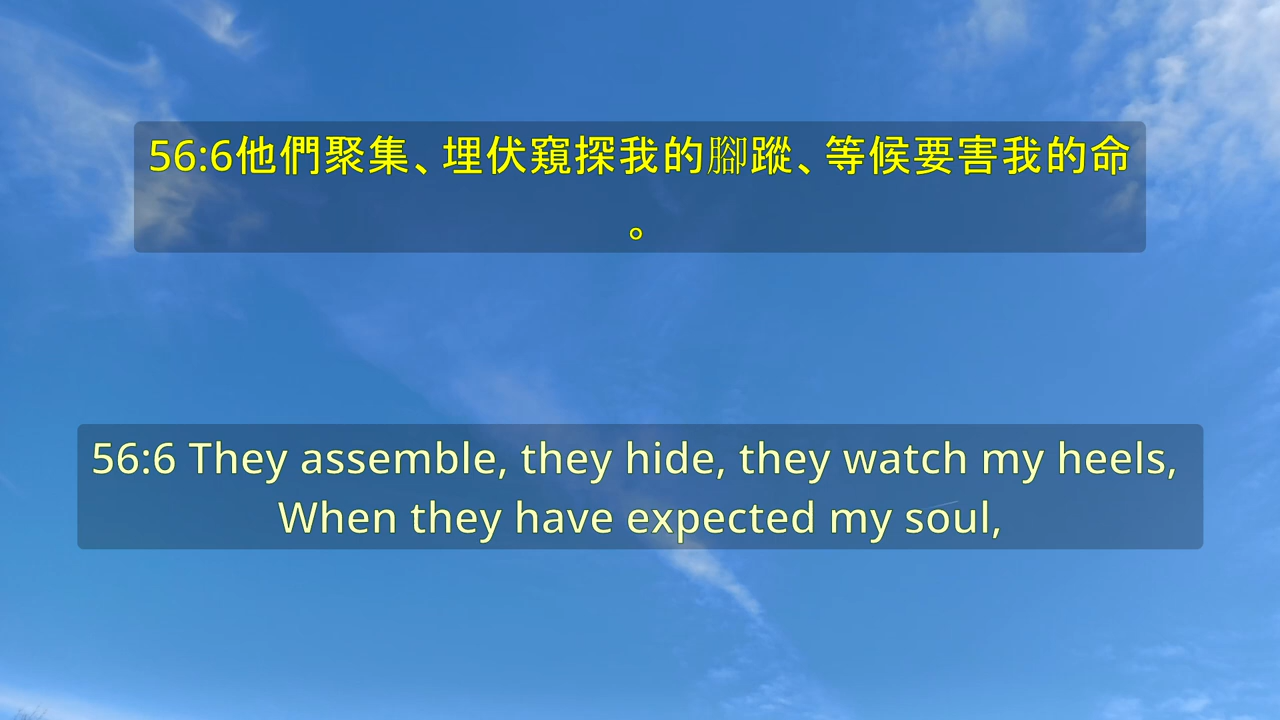 56:6他們聚集、埋伏窺探我的腳蹤、等候要害我的命
。
56:6 They assemble, they hide, they watch my heels,
When they have expected my soul,